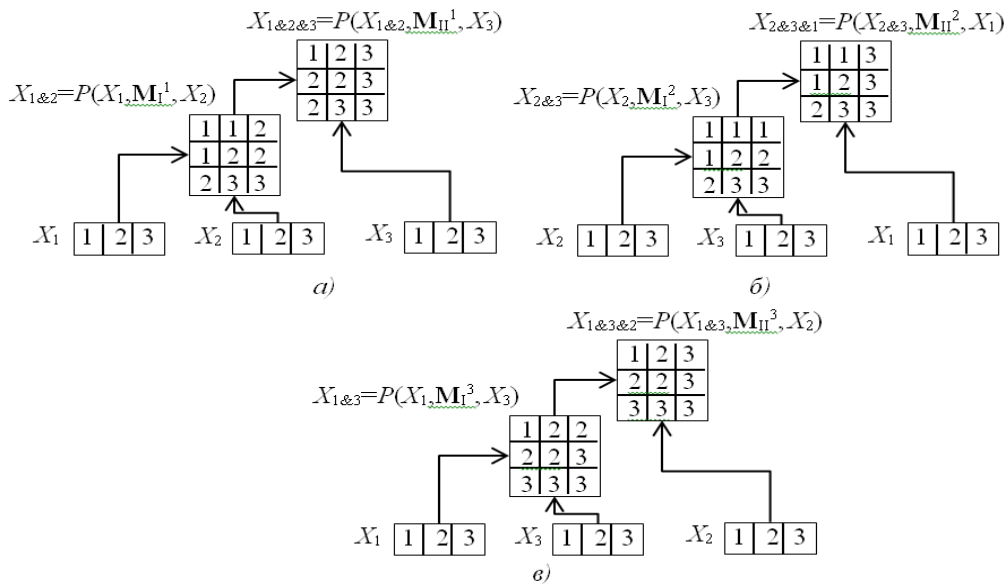 X₁&₂&₃=P(X₁&₂,M_II¹, X₃)
1 2 3
2 2 3
2 3 3
X₁&₂=P(X₁,M_I¹, X₂)
1 1 2
1 2 2
2 3 3
X₁ 1 2 3 X₂ 1 2 3 X₃ 1 2 3
а)
X₂&₃&₁=P(X₂&₃,M_II², X₁)
1 1 3
1 2 3
2 3 3
X₂&₃=P(X₂,M_I², X₃)
1 1 1
1 2 2
2 3 3
X₂ 1 2 3 X₃ 1 2 3 X₁ 1 2 3
б)
X₁&₃&₂=P(X₁&₃,M_II³, X₂)
1 2 3
2 2 3
3 3 3
X₁&₃=P(X₁,M_I³, X₃)
1 2 2
2 2 3
3 3 3
X₁ 1 2 3 X₃ 1 2 3 X₂ 1 2 3
в)